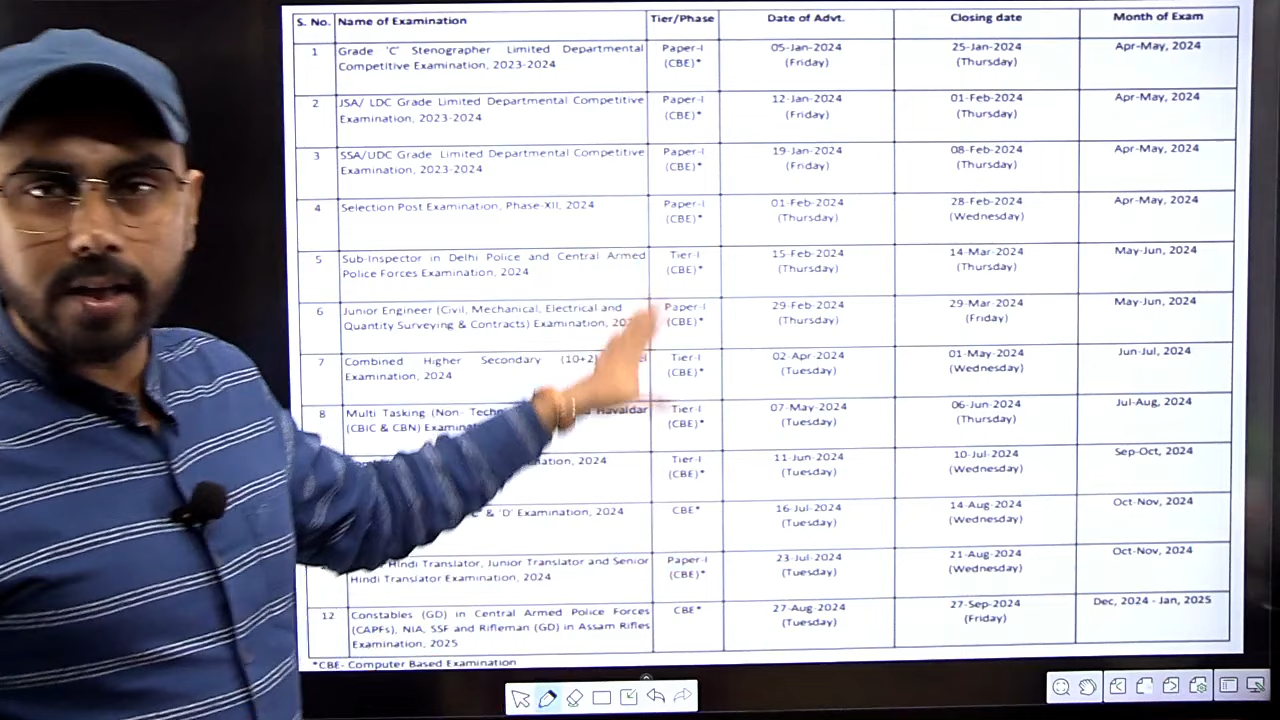 S. No. Name of Examination Tier/Phase Date of Advt. Closing date Month of Exam
1 Grade 'C' Stenographer Limited Departmental Paper-I 05-Jan-2024 25-Jan-2024 Apr-May, 2024
Competitive Examination, 2023-2024 (CBE)* (Friday) (Thursday)
2 JSA/ LDC Grade Limited Departmental Competitive Paper-I 12-Jan-2024 01-Feb-2024 Apr-May, 2024
Examination, 2023-2024 (CBE)* (Friday) (Thursday)
3 SSA/UDC Grade Limited Departmental Competitive Paper-I 19-Jan-2024 08-Feb-2024 Apr-May, 2024
Examination, 2023-2024 (CBE)* (Friday) (Thursday)
4 Selection Post Examination, Phase-XII, 2024 Paper-I 01-Feb-2024 28-Feb-2024 Apr-May, 2024
(CBE)* (Thursday) (Wednesday)
5 Sub-Inspector in Delhi Police and Central Armed Tier-I 15-Feb-2024 14-Mar-2024 May-Jun, 2024
Police Forces Examination, 2024 (CBE)* (Thursday) (Thursday)
6 Junior Engineer (Civil, Mechanical, Electrical and Paper-I 29-Feb-2024 29-Mar-2024 May-Jun, 2024
Quantity Surveying & Contracts) Examination, (CBE)* (Thursday) (Friday)
7 Combined Higher Secondary (10+2) Tier-I 02-Apr-2024 01-May-2024 Jun-Jul, 2024
Examination, 2024 (CBE)* (Tuesday) (Wednesday)
8 Multi Tasking (Non- Havaldar Tier-I 07-May-2024 06-Jun-2024 Jul-Aug, 2024
(CBIC & CBN) (CBE)* (Tuesday) (Thursday)
2024 Tier-I 11-Jun-2024 10-Jul-2024 Sep-Oct, 2024
(CBE)* (Tuesday) (Wednesday)
& 'D' Examination, 2024 CBE* 16-Jul-2024 14-Aug-2024 Oct-Nov, 2024
(Tuesday) (Wednesday)
Hindi Translator, Junior Translator and Senior Paper-I 23-Jul-2024 21-Aug-2024 Oct-Nov, 2024
Hindi Translator Examination, 2024 (CBE)* (Tuesday) (Wednesday)
12 Constables (GD) in Central Armed Police Forces CBE* 27-Aug-2024 27-Sep-2024 Dec, 2024 - Jan, 2025
(CAPFs), NIA, SSF and Rifleman (GD) in Assam Rifles (Tuesday) (Friday)
Examination, 2025
*CBE- Computer Based Examination